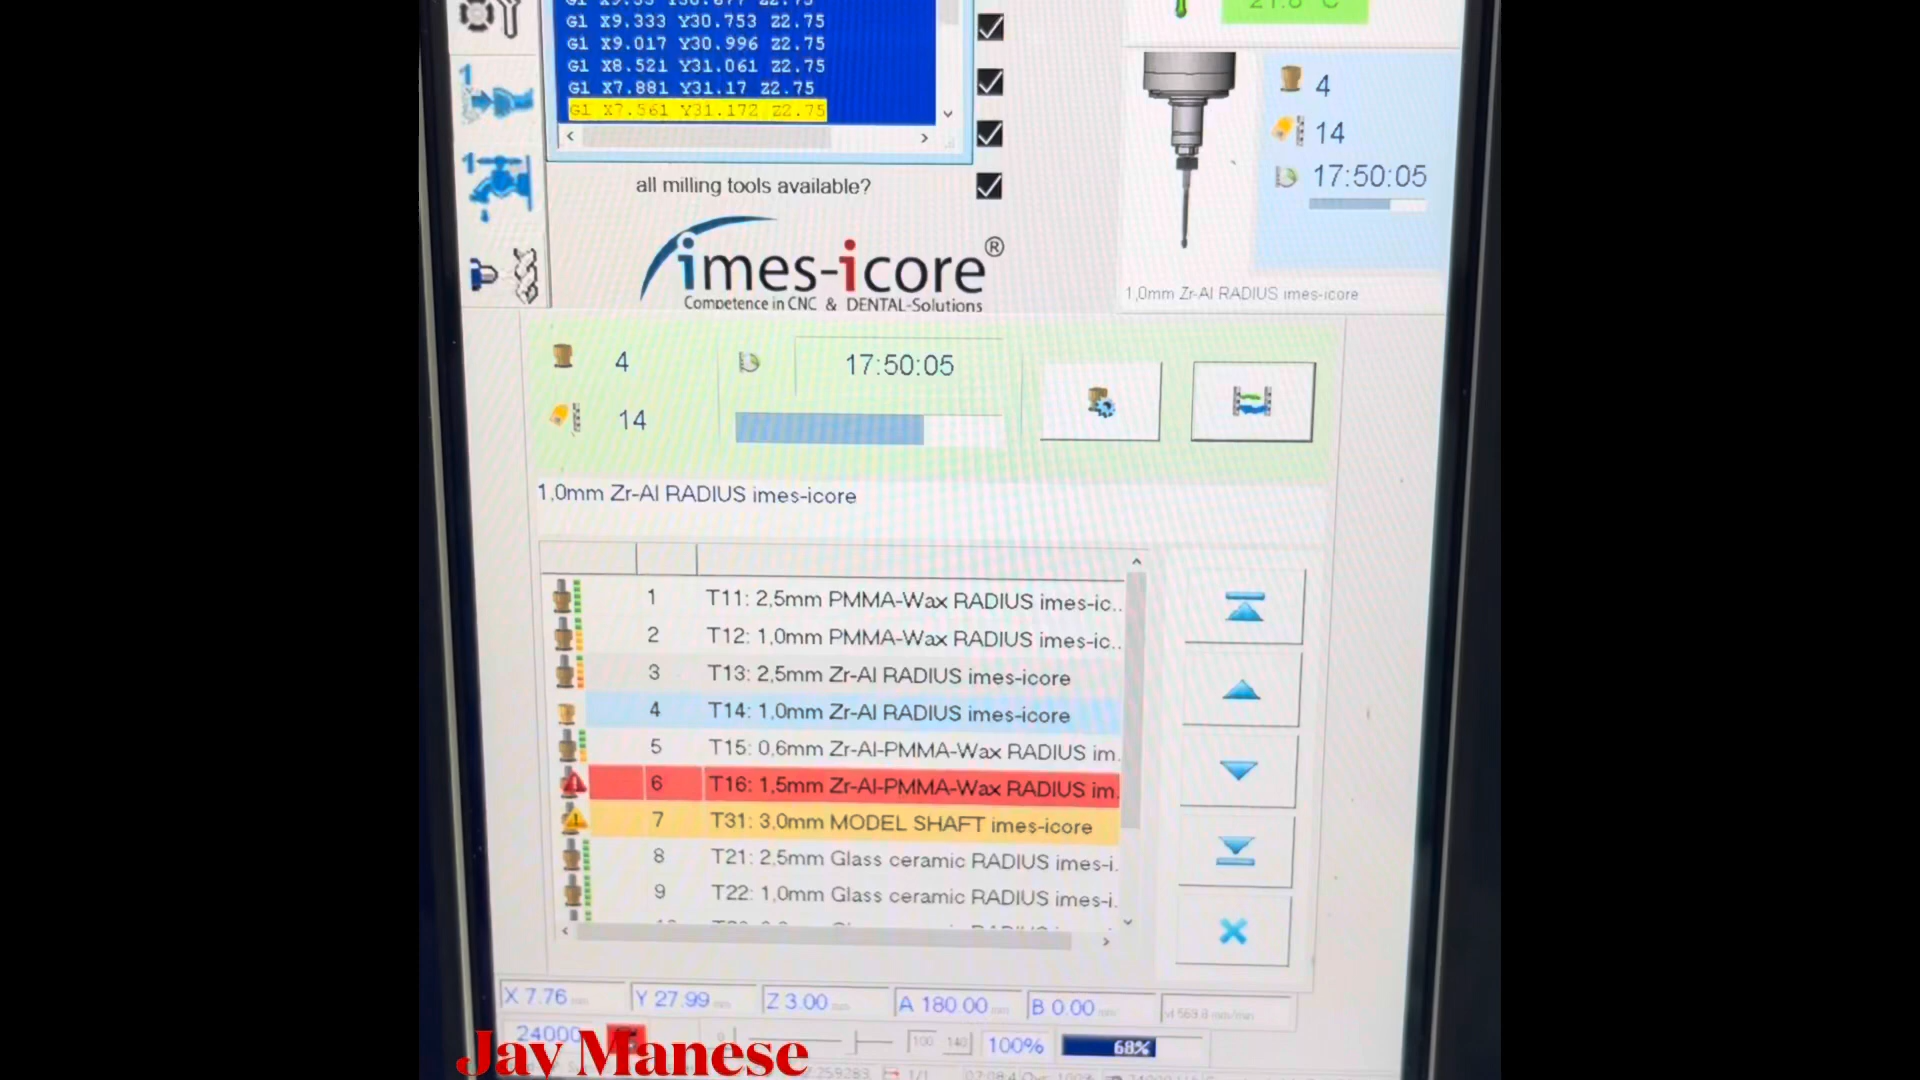 G1 X9.333 Y30.753 Z2.75
G1 X9.017 Y30.996 Z2.75
G1 X8.521 Y31.061 Z2.75
G1 X7.881 Y31.17 Z2.75
G1 X7.561 Y31.172 Z2.75
all milling tools available?
imes-icore®
Competence in CNC & DENTAL-Solutions
21.8 °C
4
14
17:50:05
1,0mm Zr-Al RADIUS imes-icore
1
1
4
17:50:05
14
1,0mm Zr-Al RADIUS imes-icore
1 T11: 2,5mm PMMA-Wax RADIUS imes-ic..
2 T12: 1,0mm PMMA-Wax RADIUS imes-ic..
3 T13: 2,5mm Zr-Al RADIUS imes-icore
4 T14: 1,0mm Zr-Al RADIUS imes-icore
5 T15: 0,6mm Zr-Al-PMMA-Wax RADIUS im.
6 T16: 1,5mm Zr-Al-PMMA-Wax RADIUS im.
7 T31: 3,0mm MODEL SHAFT imes-icore
8 T21: 2,5mm Glass ceramic RADIUS imes-i.
9 T22: 1,0mm Glass ceramic RADIUS imes-i.
X 7.76 Y 27.99 Z 3.00 A 180.00 B 0.00
24000 0 100 140 100% 68%
Jav Manese